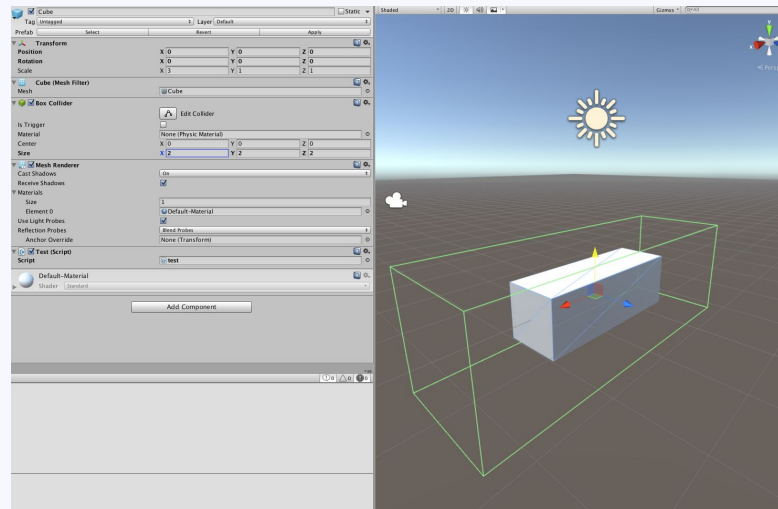 Cube
Static
Tag Untagged Layer Default
Prefab Select Revert Apply
Transform
Position X 0 Y 0 Z 0
Rotation X 0 Y 0 Z 0
Scale X 3 Y 1 Z 1
Cube (Mesh Filter)
Mesh Cube
Box Collider
Edit Collider
Is Trigger
Material None (Physic Material)
Center X 0 Y 0 Z 0
Size X 2 Y 2 Z 2
Mesh Renderer
Cast Shadows On
Receive Shadows
Materials
Size 1
Element 0 Default-Material
Use Light Probes
Reflection Probes Blend Probes
Anchor Override None (Transform)
Test (Script)
Script test
Default-Material
Shader Standard
Add Component
0 0 0
Shaded 2D Gizmos All
y
x
Persp